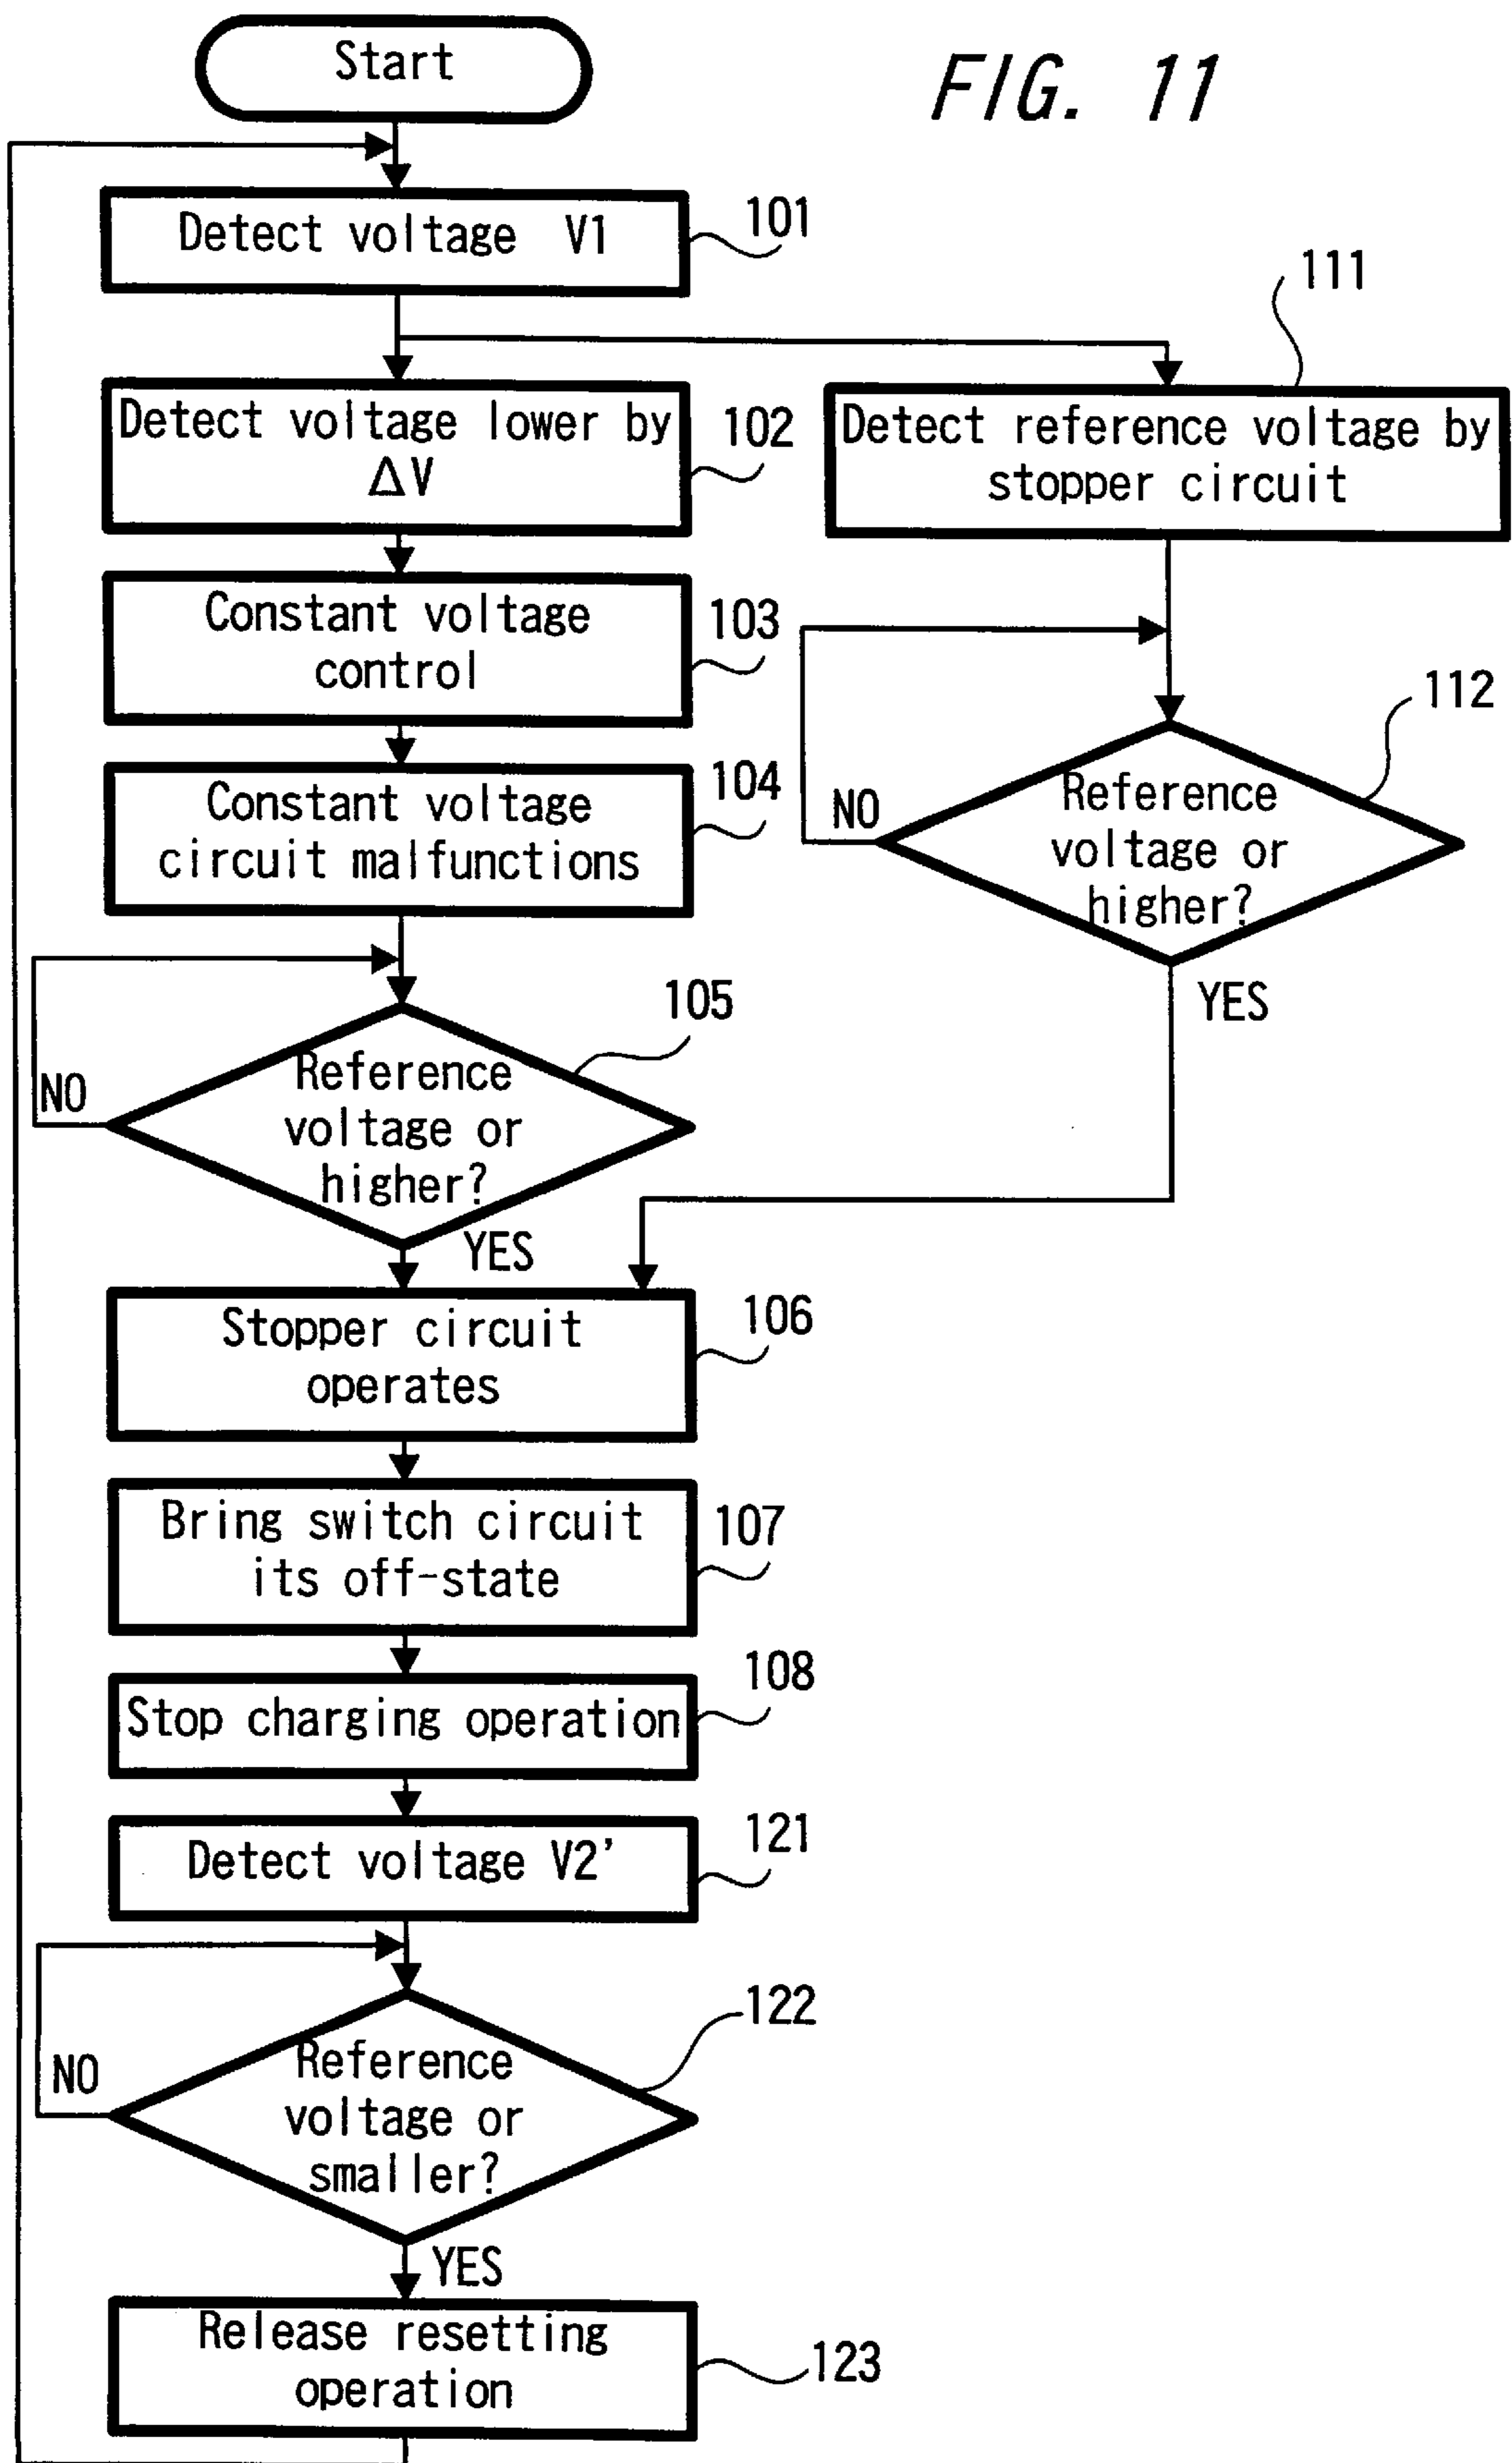 Start
FIG. 11
Detect voltage V1
101
111
Detect voltage lower by
ΔV
102
Detect reference voltage by
stopper circuit
Constant voltage
control
103
112
Constant voltage
circuit malfunctions
104
NO
Reference
voltage or
higher?
YES
105
NO
Reference
voltage or
higher?
YES
Stopper circuit
operates
106
Bring switch circuit
its off-state
107
Stop charging operation
108
Detect voltage V2'
121
122
NO
Reference
voltage or
smaller?
YES
Release resetting
operation
123